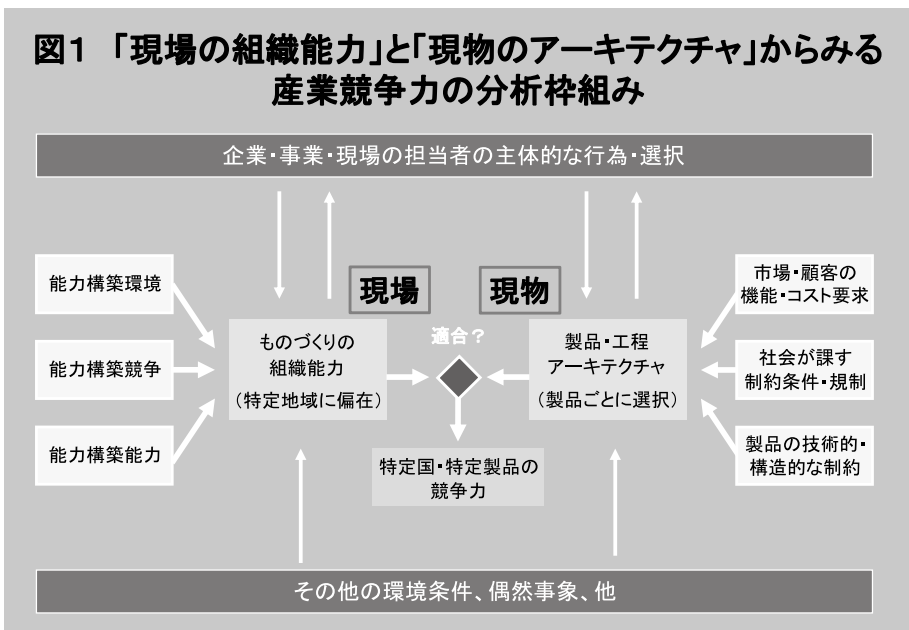 図1 「現場の組織能力」と「現物のアーキテクチャ」からみる
産業競争力の分析枠組み
企業・事業・現場の担当者の主体的な行為・選択
能力構築環境
能力構築競争
能力構築能力
現場
現物
ものづくりの
組織能力
(特定地域に偏在)
適合?
製品・工程
アーキテクチャ
(製品ごとに選択)
特定国・特定製品の
競争力
市場・顧客の
機能・コスト要求
社会が課す
制約条件・規制
製品の技術的・
構造的な制約
その他の環境条件、偶然事象、他